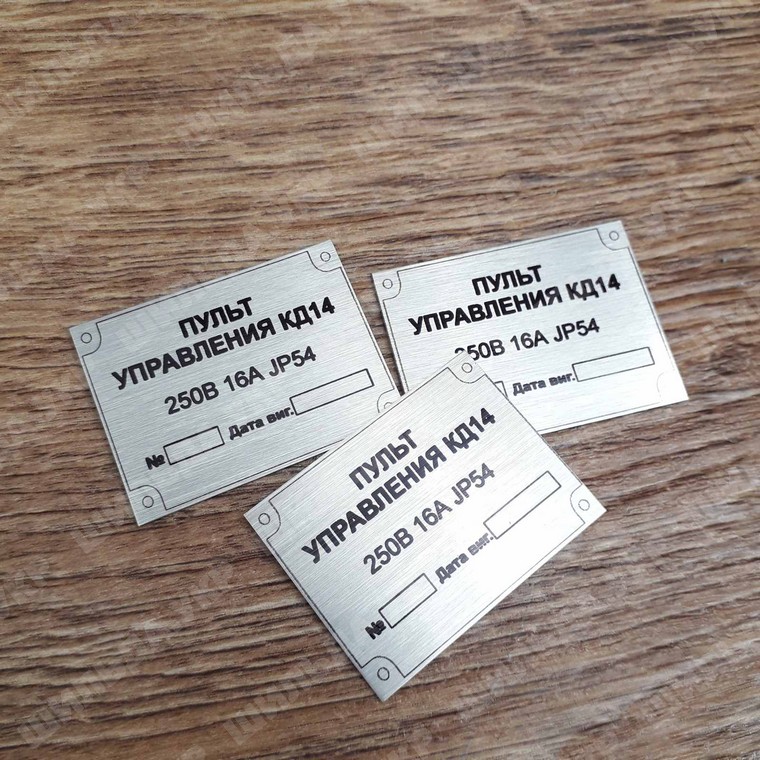 ПУЛЬТ
УПРАВЛЕНИЯ КД14
250В 16А JP54
№ Дата виг.
ПУЛЬТ
УПРАВЛЕНИЯ КД14
250В 16А JP54
Дата виг.
ПУЛЬТ
УПРАВЛЕНИЯ КД14
250В 16А JP54
№ Дата виг.